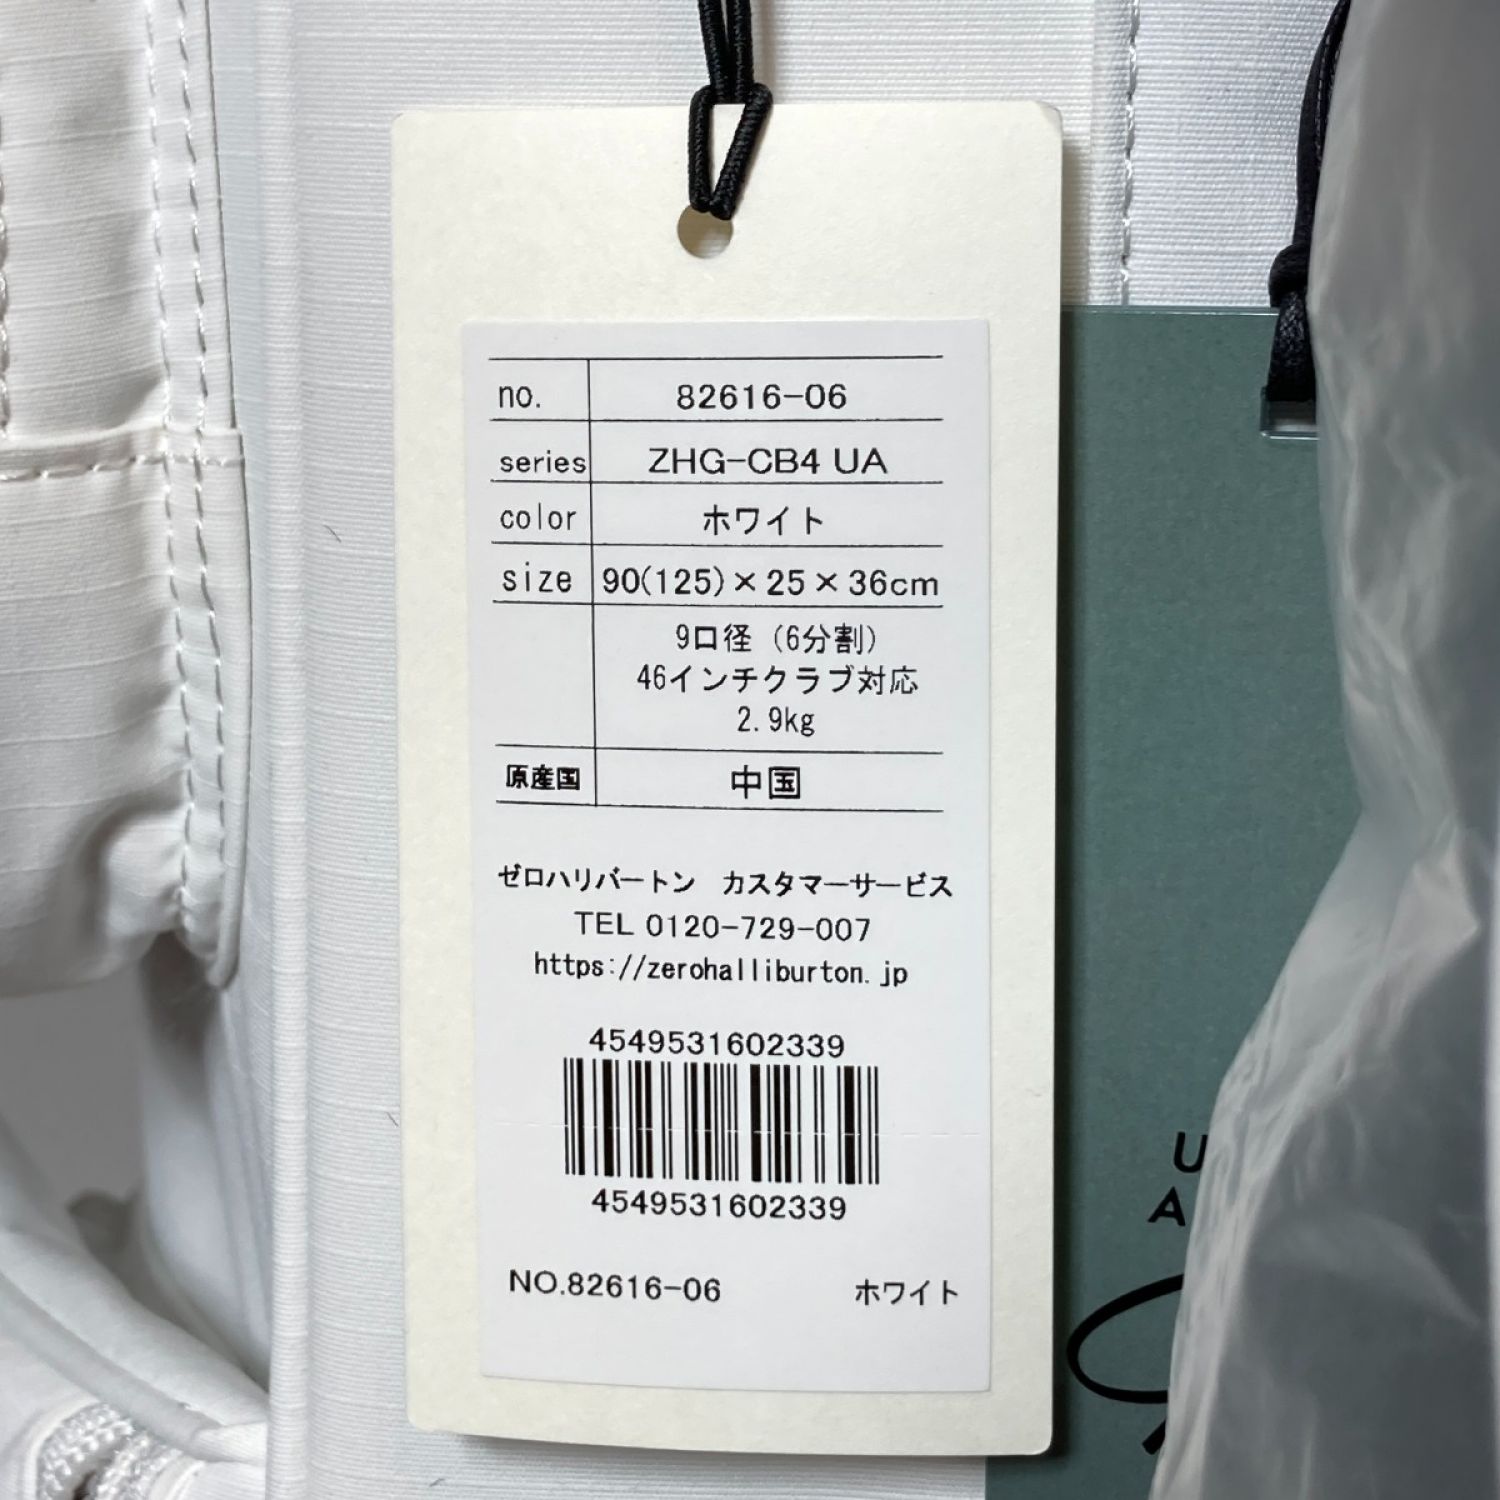 no. 82616-06
series ZHG-CB4 UA
color ホワイト
size 90(125)×25×36cm
9口径（6分割）
46インチクラブ対応
2.9kg
原産国 中国
ゼロハリバートン カスタマーサービス
TEL 0120-729-007
https://zerohalliburton.jp
4549531602339
4549531602339
NO.82616-06 ホワイト